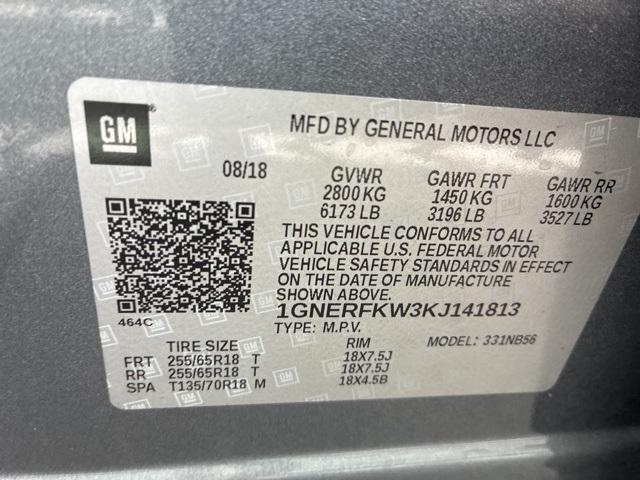 GM ®
MFD BY GENERAL MOTORS LLC
08/18
GVWR GAWR FRT GAWR RR
2800 KG 1450 KG 1600 KG
6173 LB 3196 LB 3527 LB
THIS VEHICLE CONFORMS TO ALL
APPLICABLE U.S. FEDERAL MOTOR
VEHICLE SAFETY STANDARDS IN EFFECT
ON THE DATE OF MANUFACTURE
SHOWN ABOVE.
1GNERFKW3KJ141813
464C
TYPE: M.P.V. MODEL: 331NB56
TIRE SIZE RIM
FRT 255/65R18 T 18X7.5J
RR 255/65R18 T 18X7.5J
SPA T135/70R18 M 18X4.5B